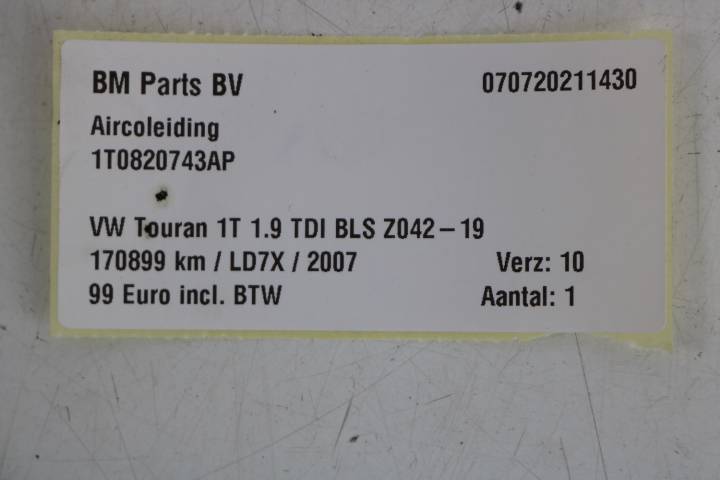 BM Parts BV 070720211430
Aircoleiding
1T0820743AP
VW Touran 1T 1.9 TDI BLS Z042-19
170899 km / LD7X / 2007 Verz: 10
99 Euro incl. BTW Aantal: 1